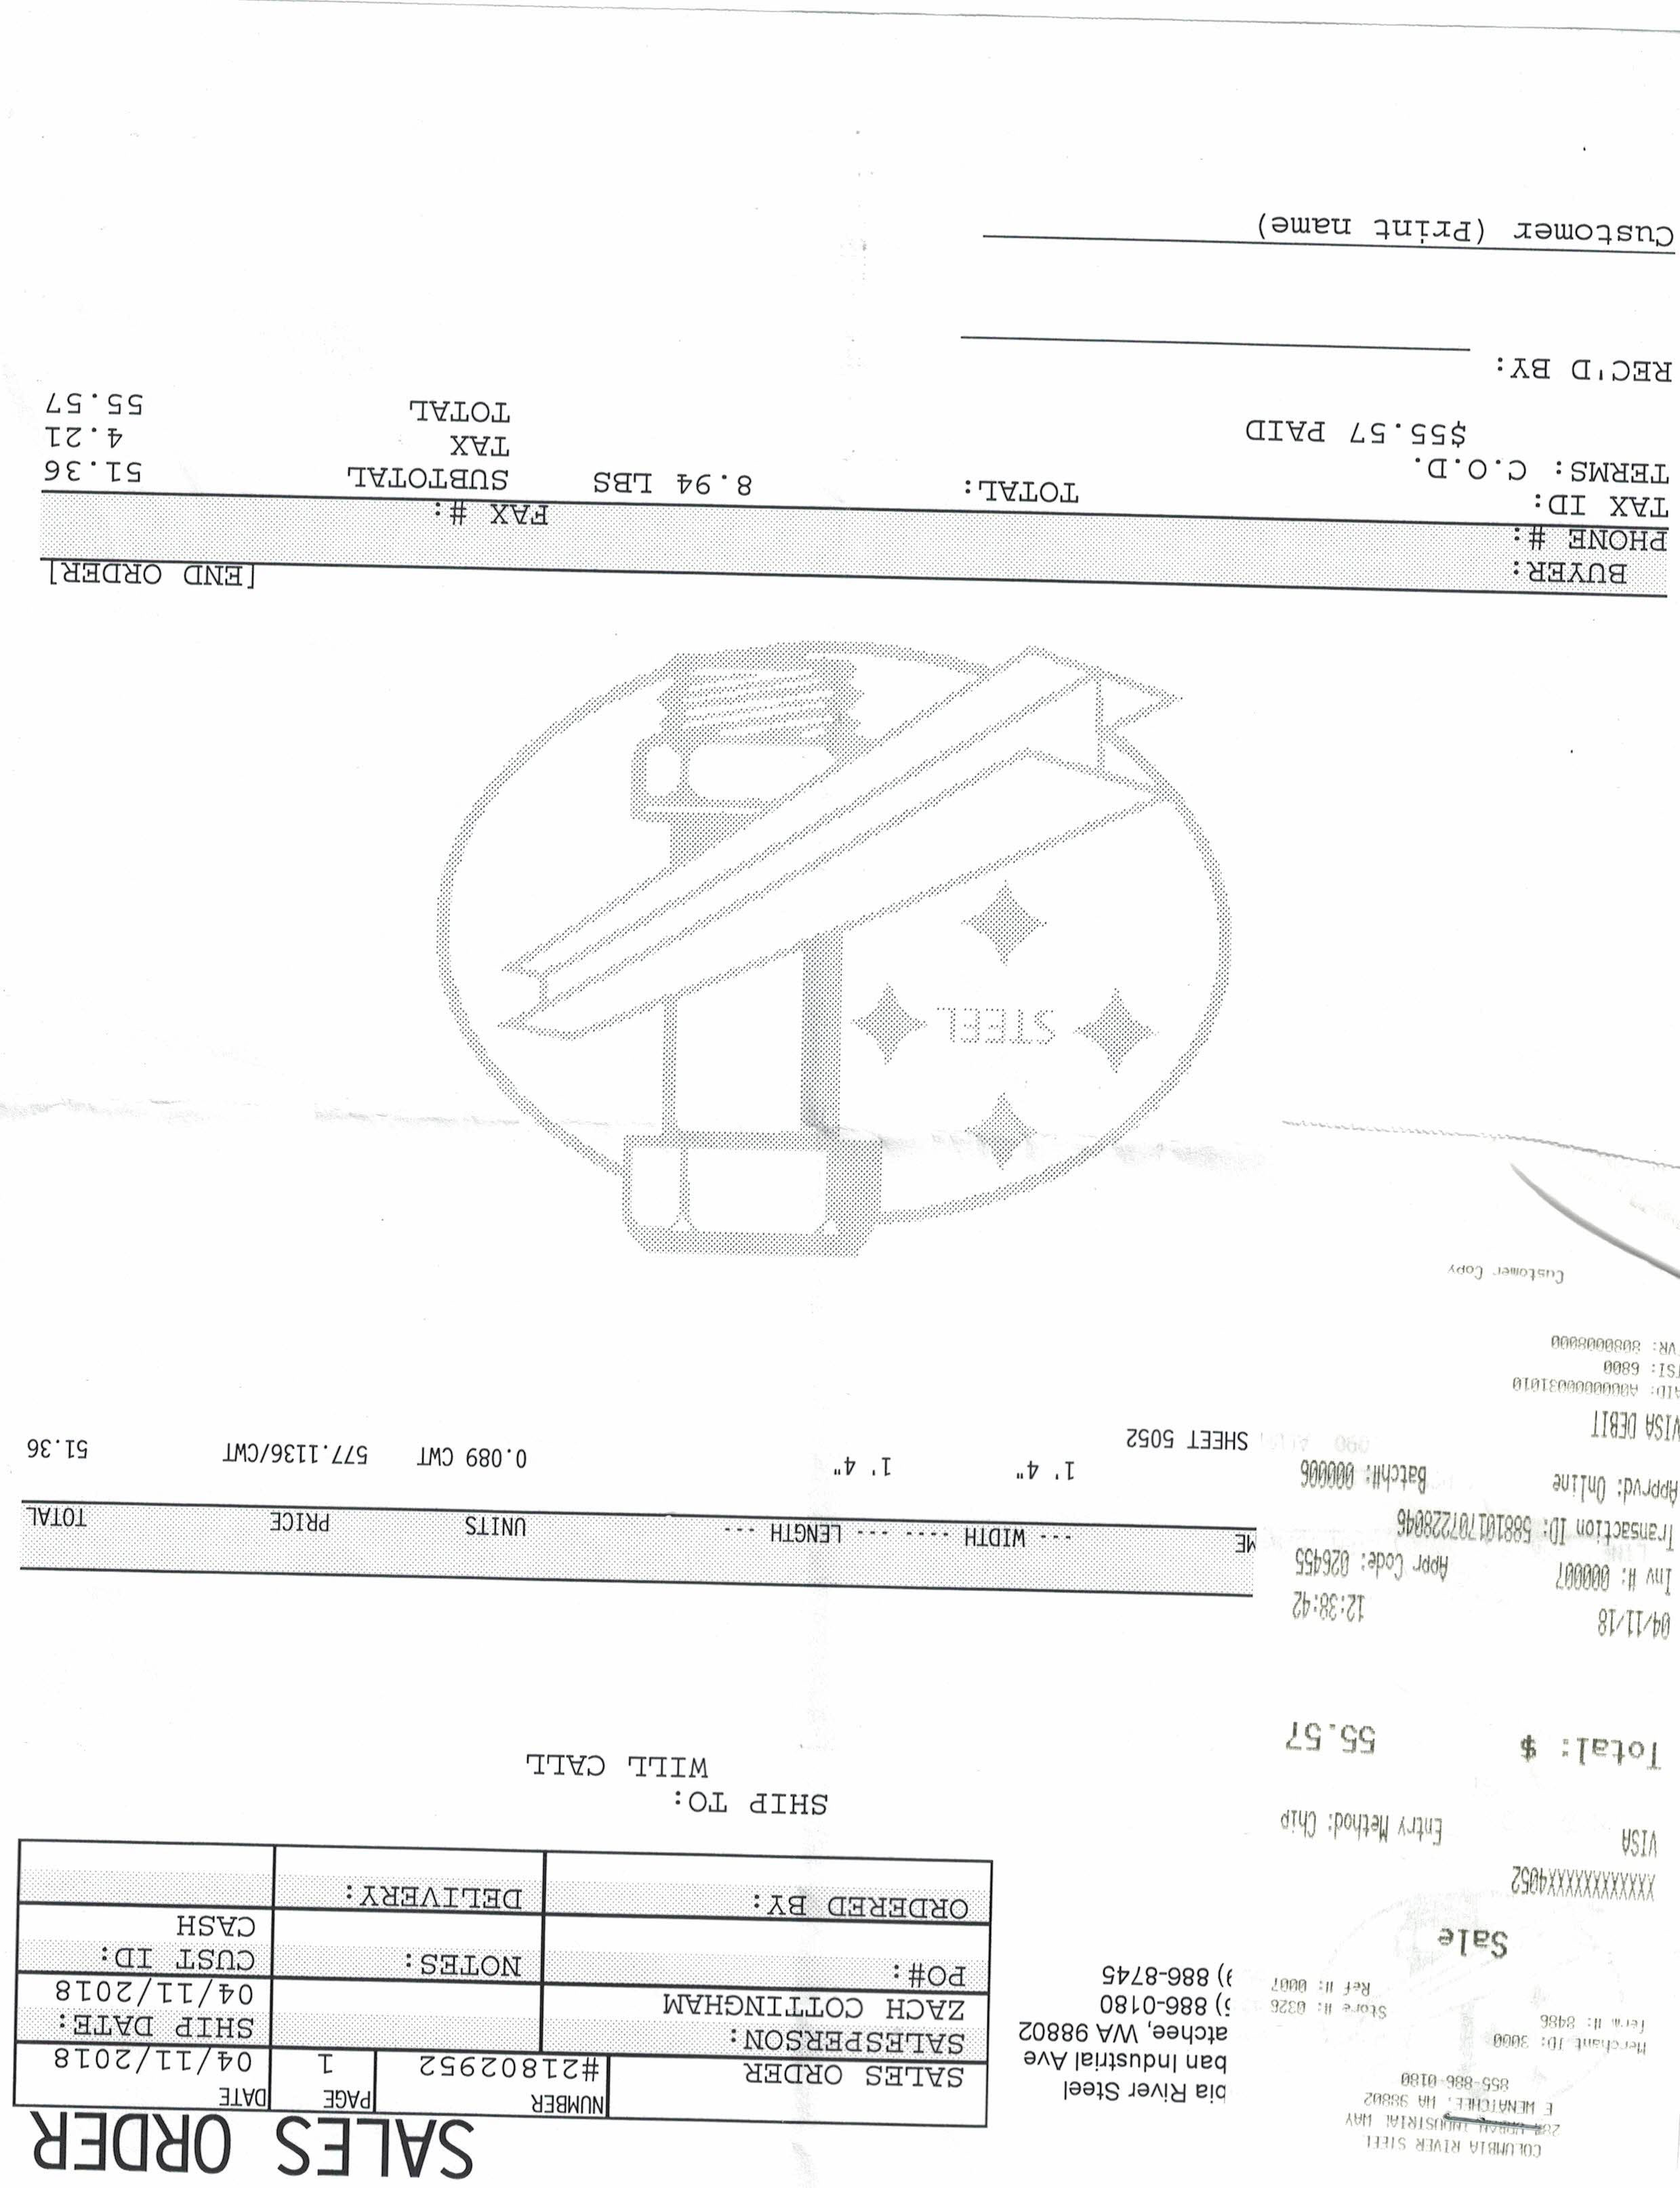 COLUMBIA RIVER STEEL
INDUSTRIAL WAY
E WENATCHEE, WA 98802
855-886-0180
Merchant ID: 3000
Term #: 8486
Store #: 0326
Ref #: 0007
Sale
XXXXXXXXXXXX4052
VISA
Entry Method: Chip
Total: $ 55.57
04/11/18 12:38:42
Inv #: 000007 Appr Code: 026455
Transaction ID: 588101707228046
Apprvd: Online Batch#: 000006
VISA DEBIT
AID: A0000000031010
TSI: 6800
VR: 8080008000
Customer Copy
bia River Steel
ban Industrial Ave
atchee, WA 98802
5) 886-0180
9) 886-8745
SALES ORDER
SALES ORDER
NUMBER
#21802952
PAGE
1
DATE
04/11/2018
SALESPERSON:
ZACH COTTINGHAM
SHIP DATE:
04/11/2018
PO#:
NOTES:
CUST ID:
CASH
ORDERED BY:
DELIVERY:
SHIP TO:
WILL CALL
ME --- WIDTH ---- --- LENGTH --- UNITS PRICE TOTAL
1' 4" 1' 4" 0.089 CWT 577.1136/CWT 51.36
090 SHEET 5052
STEEL
[END ORDER]
BUYER:
PHONE #:
FAX #:
TAX ID:
TERMS: C.O.D.
$55.57 PAID
TOTAL: 8.94 LBS
SUBTOTAL 51.36
TAX 4.21
TOTAL 55.57
REC'D BY:
Customer (Print name)